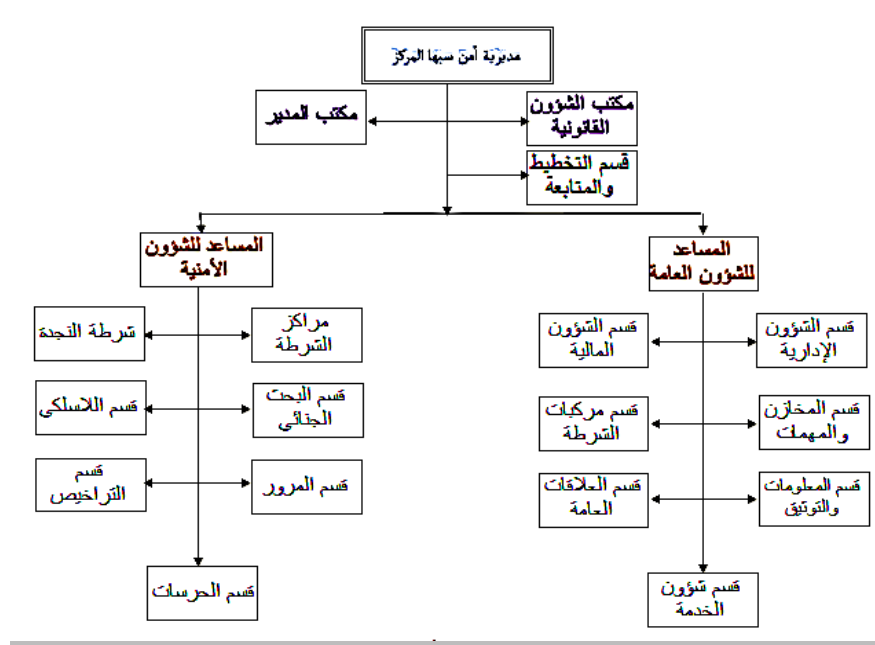 مديرية أمن سبها المركز
مكتب الشؤون
القانونية
مكتب المدير
قسم التخطيط
والمتابعة
المساعد
للشؤون العامة
المساعد للشؤون
الأمنية
قسم الشؤون
الإدارية
قسم الشؤون
المالية
قسم المخازن
والمهمات
قسم مركبات
الشرطة
قسم المعلومات
والتوثيق
قسم العلاقات
العامة
قسم شؤون
الخدمة
مراكز
الشرطة
شرطة النجدة
قسم البحث
الجنائي
قسم اللاسلكي
قسم المرور
قسم
التراخيص
قسم الحرسات